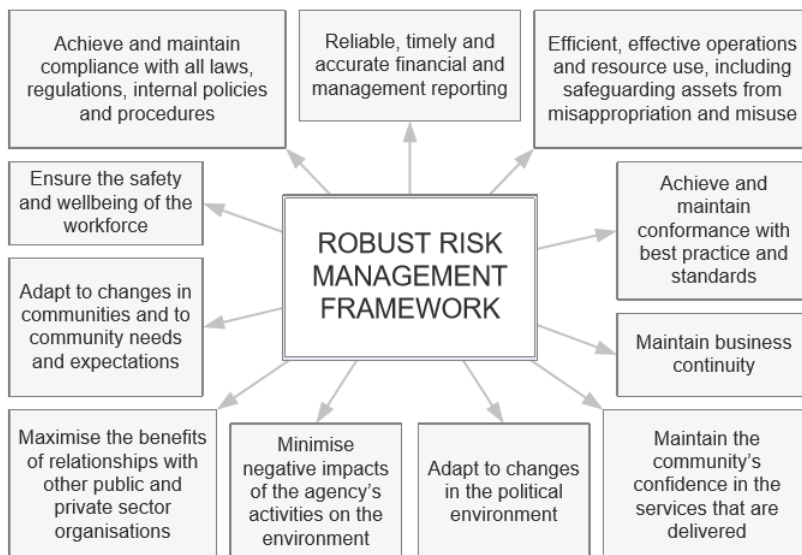 Achieve and maintain
compliance with all laws,
regulations, internal policies
and procedures
Reliable, timely and
accurate financial and
management reporting
Efficient, effective operations
and resource use, including
safeguarding assets from
misappropriation and misuse
Ensure the safety
and wellbeing of the
workforce
ROBUST RISK
MANAGEMENT
FRAMEWORK
Achieve and
maintain
conformance with
best practice and
standards
Adapt to changes in
communities and to
community needs
and expectations
Maintain business
continuity
Maximise the benefits
of relationships with
other public and
private sector
organisations
Minimise
negative impacts
of the agency’s
activities on the
environment
Adapt to changes
in the political
environment
Maintain the
community’s
confidence in the
services that are
delivered